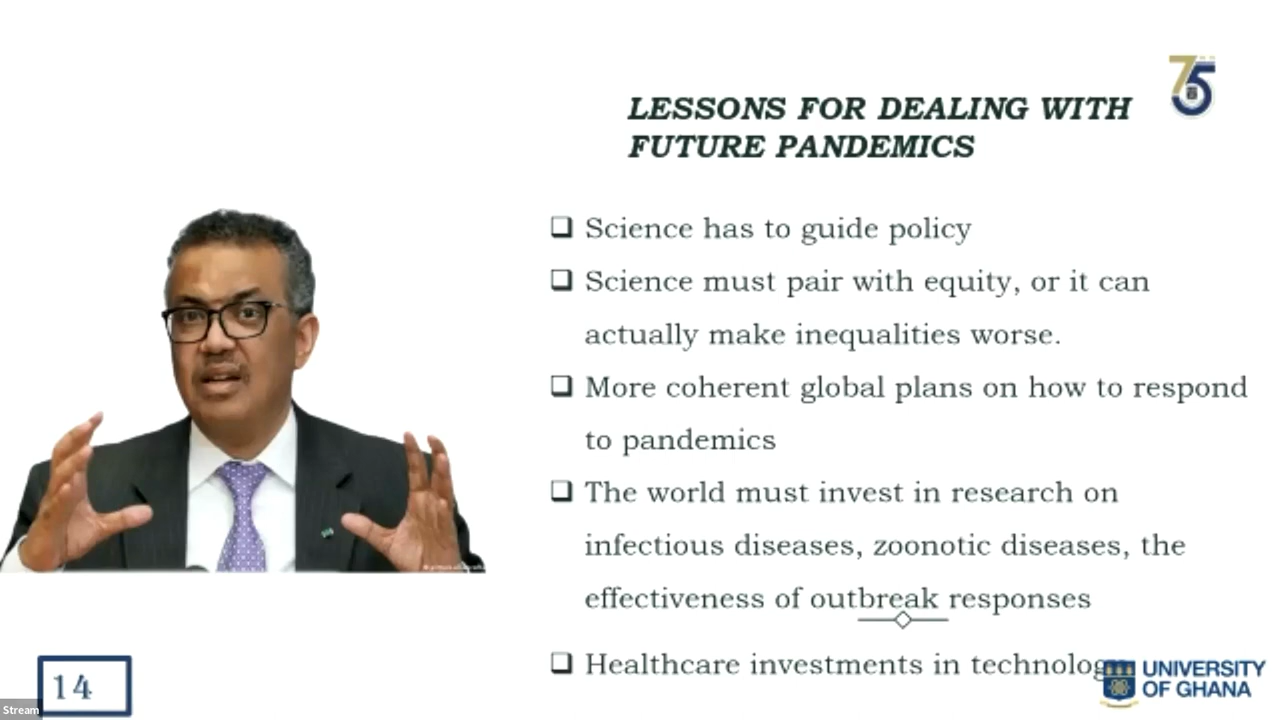 75
LESSONS FOR DEALING WITH
FUTURE PANDEMICS
❑ Science has to guide policy
❑ Science must pair with equity, or it can
actually make inequalities worse.
❑ More coherent global plans on how to respond
to pandemics
❑ The world must invest in research on
infectious diseases, zoonotic diseases, the
effectiveness of outbreak responses
❑ Healthcare investments in
UNIVERSITY
OF GHANA
14
Stream